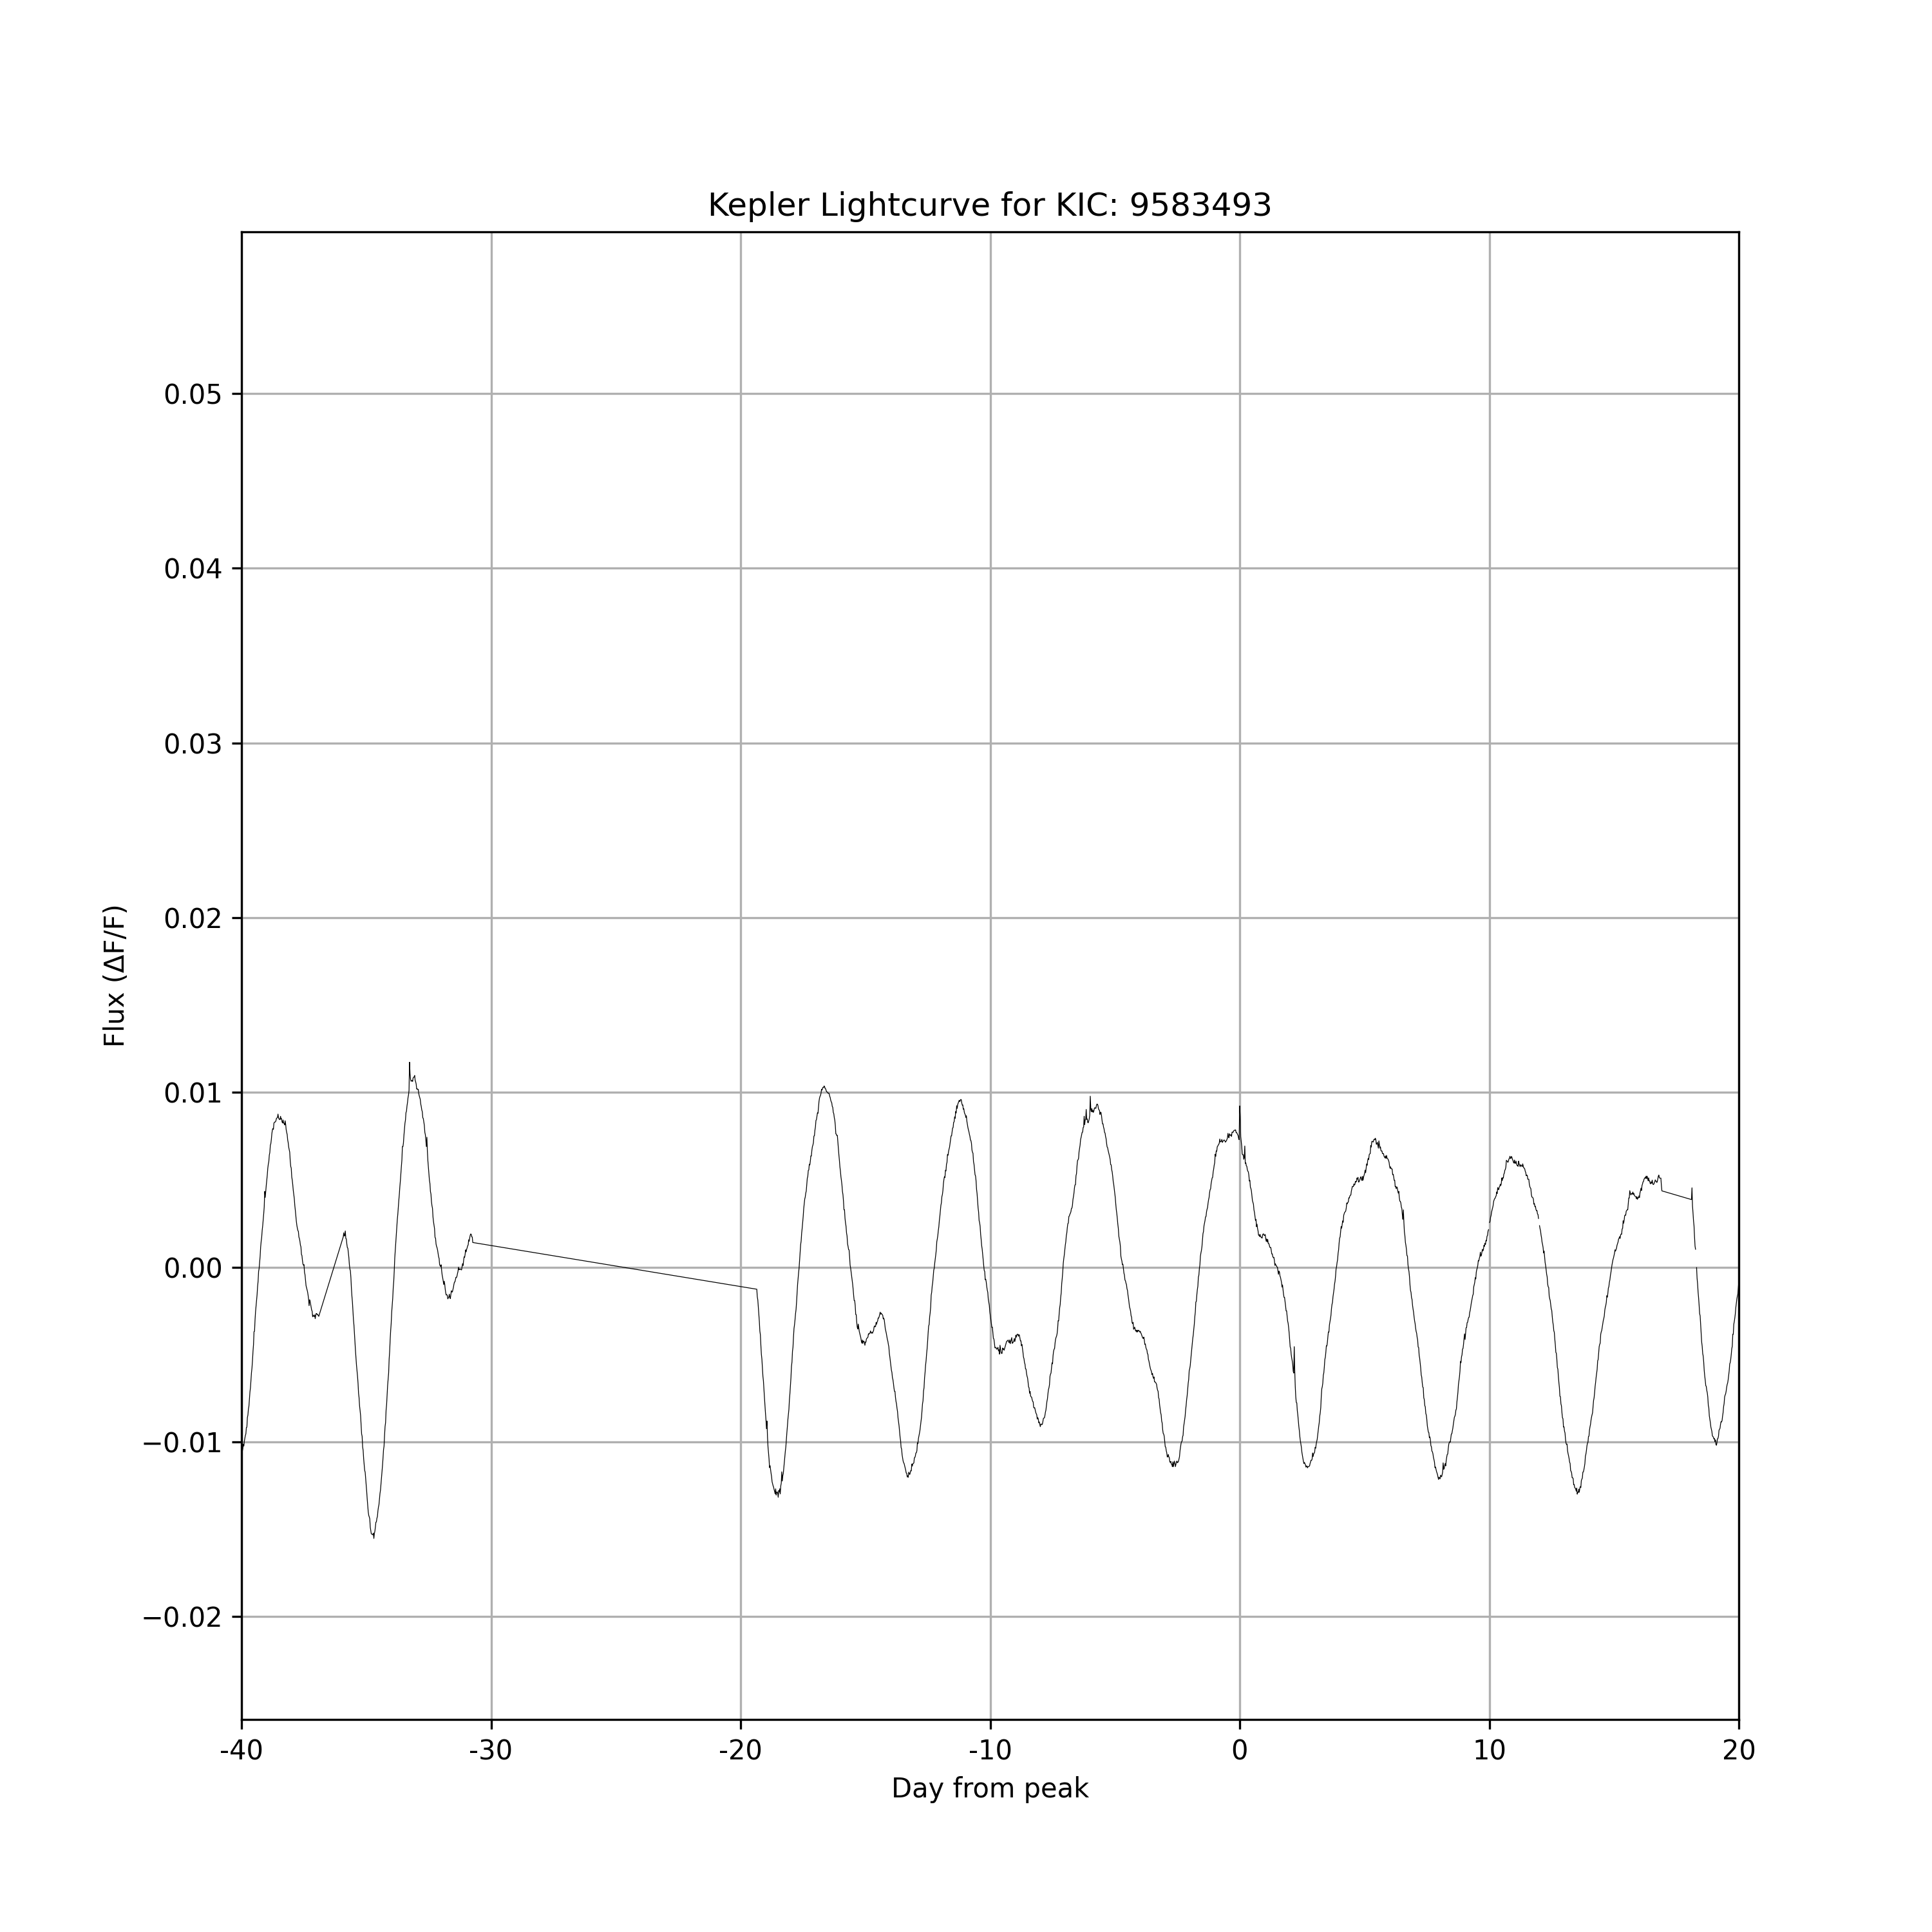 Kepler Lightcurve for KIC: 9583493
Flux (ΔF/F)
0.05
0.04
0.03
0.02
0.01
0.00
−0.01
−0.02
-40 -30 -20 -10 0 10 20
Day from peak